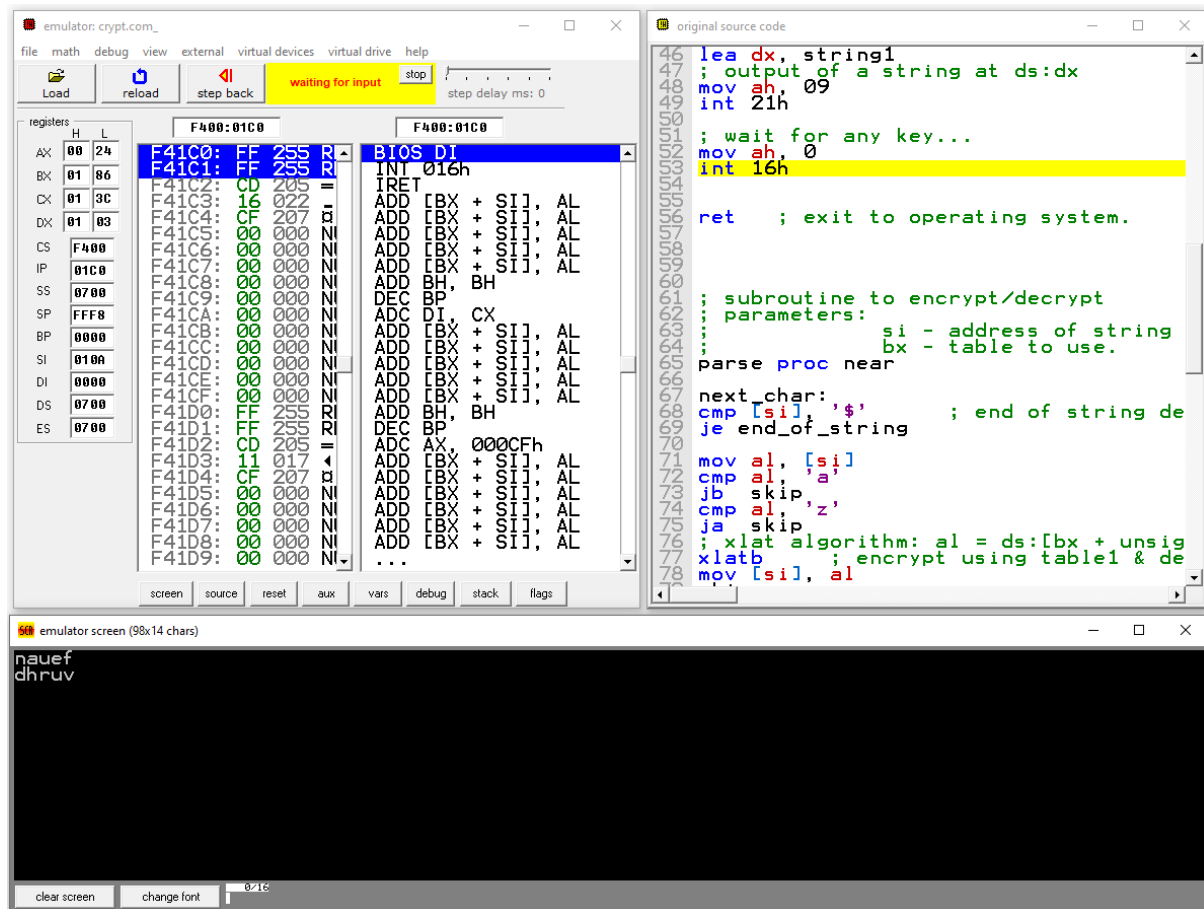 emulator: crypt.com_
file math debug view external virtual devices virtual drive help
Load reload step back waiting for input stop step delay ms: 0
registers
H L
F400:01C0 F400:01C0
AX 00 24
BX 01 86
CX 01 3C
DX 01 03
CS F400
IP 01C0
SS 0700
SP FFF8
BP 0000
SI 010A
DI 0000
DS 0700
ES 0700
F41C0: FF 255 R
F41C1: FF 255 R
F41C2: CD 205 =
F41C3: 16 022 _
F41C4: CF 207 ¤
F41C5: 00 000 N
F41C6: 00 000 N
F41C7: 00 000 N
F41C8: 00 000 N
F41C9: 00 000 N
F41CA: 00 000 N
F41CB: 00 000 N
F41CC: 00 000 N
F41CD: 00 000 N
F41CE: 00 000 N
F41CF: 00 000 N
F41D0: FF 255 R
F41D1: FF 255 R
F41D2: CD 205 =
F41D3: 11 017 ◄
F41D4: CF 207 ¤
F41D5: 00 000 N
F41D6: 00 000 N
F41D7: 00 000 N
F41D8: 00 000 N
F41D9: 00 000 N
BIOS DI
INT 016h
IRET
ADD [BX + SI], AL
ADD [BX + SI], AL
ADD [BX + SI], AL
ADD [BX + SI], AL
ADD [BX + SI], AL
ADD BH, BH
DEC BP
ADC DI, CX
ADD [BX + SI], AL
ADD [BX + SI], AL
ADD [BX + SI], AL
ADD [BX + SI], AL
ADD [BX + SI], AL
ADD BH, BH
DEC BP
ADC AX, 000CFh
ADD [BX + SI], AL
ADD [BX + SI], AL
ADD [BX + SI], AL
ADD [BX + SI], AL
ADD [BX + SI], AL
ADD [BX + SI], AL
...
screen source reset aux vars debug stack flags
original source code
46 lea dx, string1
47 ; output of a string at ds:dx
48 mov ah, 09
49 int 21h
50
51 ; wait for any key...
52 mov ah, 0
53 int 16h
54
55
56 ret ; exit to operating system.
57
58
59
60
61 ; subroutine to encrypt/decrypt
62 ; parameters:
63 ; si - address of string
64 ; bx - table to use.
65 parse proc near
66
67 next_char:
68 cmp [si], '$' ; end of string de
69 je end_of_string
70
71 mov al, [si]
72 cmp al, 'a'
73 jb skip
74 cmp al, 'z'
75 ja skip
76 ; xlat algorithm: al = ds:[bx + unsig
77 xlatb ; encrypt using table1 & de
78 mov [si], al
emulator screen (98x14 chars)
nauef
dhruv
clear screen change font 0/16